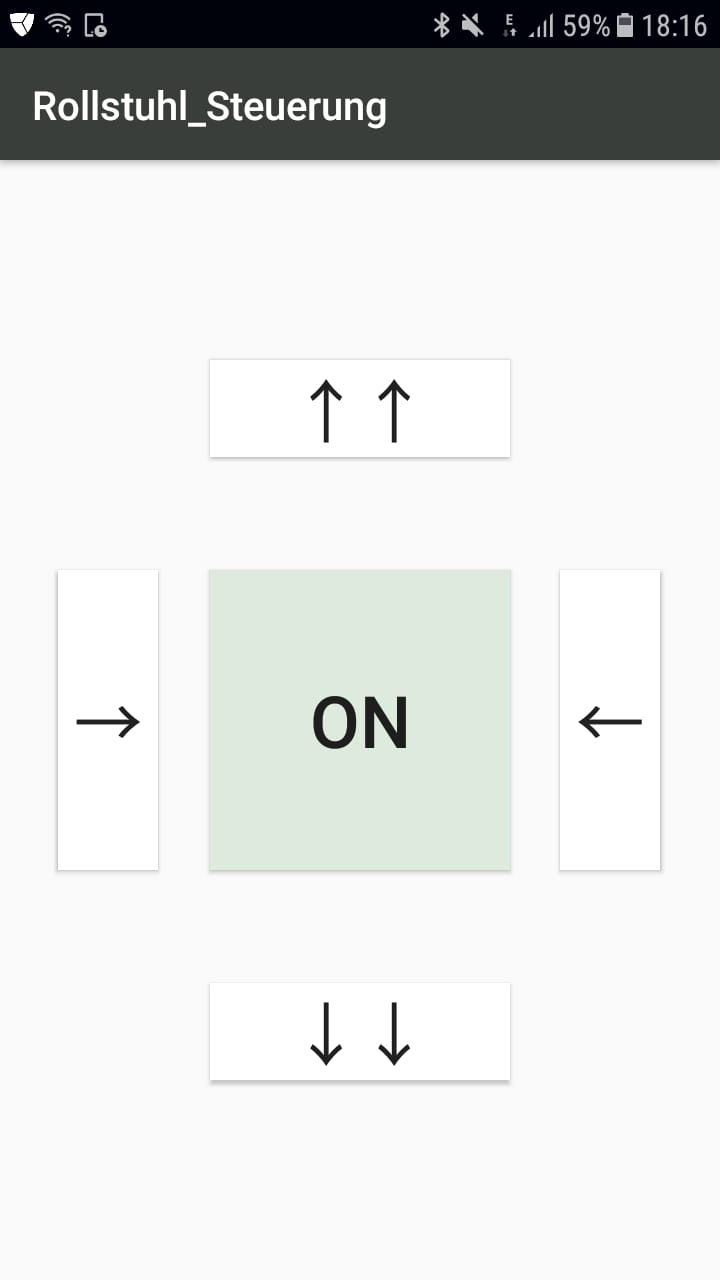 59% 18:16
Rollstuhl_Steuerung
↑ ↑
→ ON ←
↓ ↓